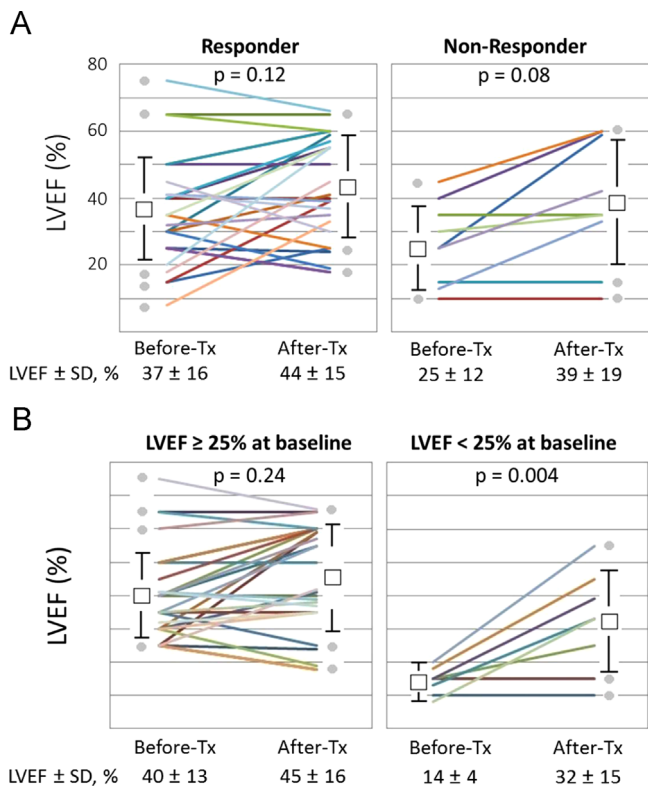 A
Responder
Non-Responder
p = 0.12
p = 0.08
80
60
40
20
LVEF (%)
Before-Tx After-Tx Before-Tx After-Tx
LVEF ± SD, % 37 ± 16 44 ± 15 25 ± 12 39 ± 19
B
LVEF ≥ 25% at baseline
LVEF < 25% at baseline
p = 0.24
p = 0.004
LVEF (%)
Before-Tx After-Tx Before-Tx After-Tx
LVEF ± SD, % 40 ± 13 45 ± 16 14 ± 4 32 ± 15